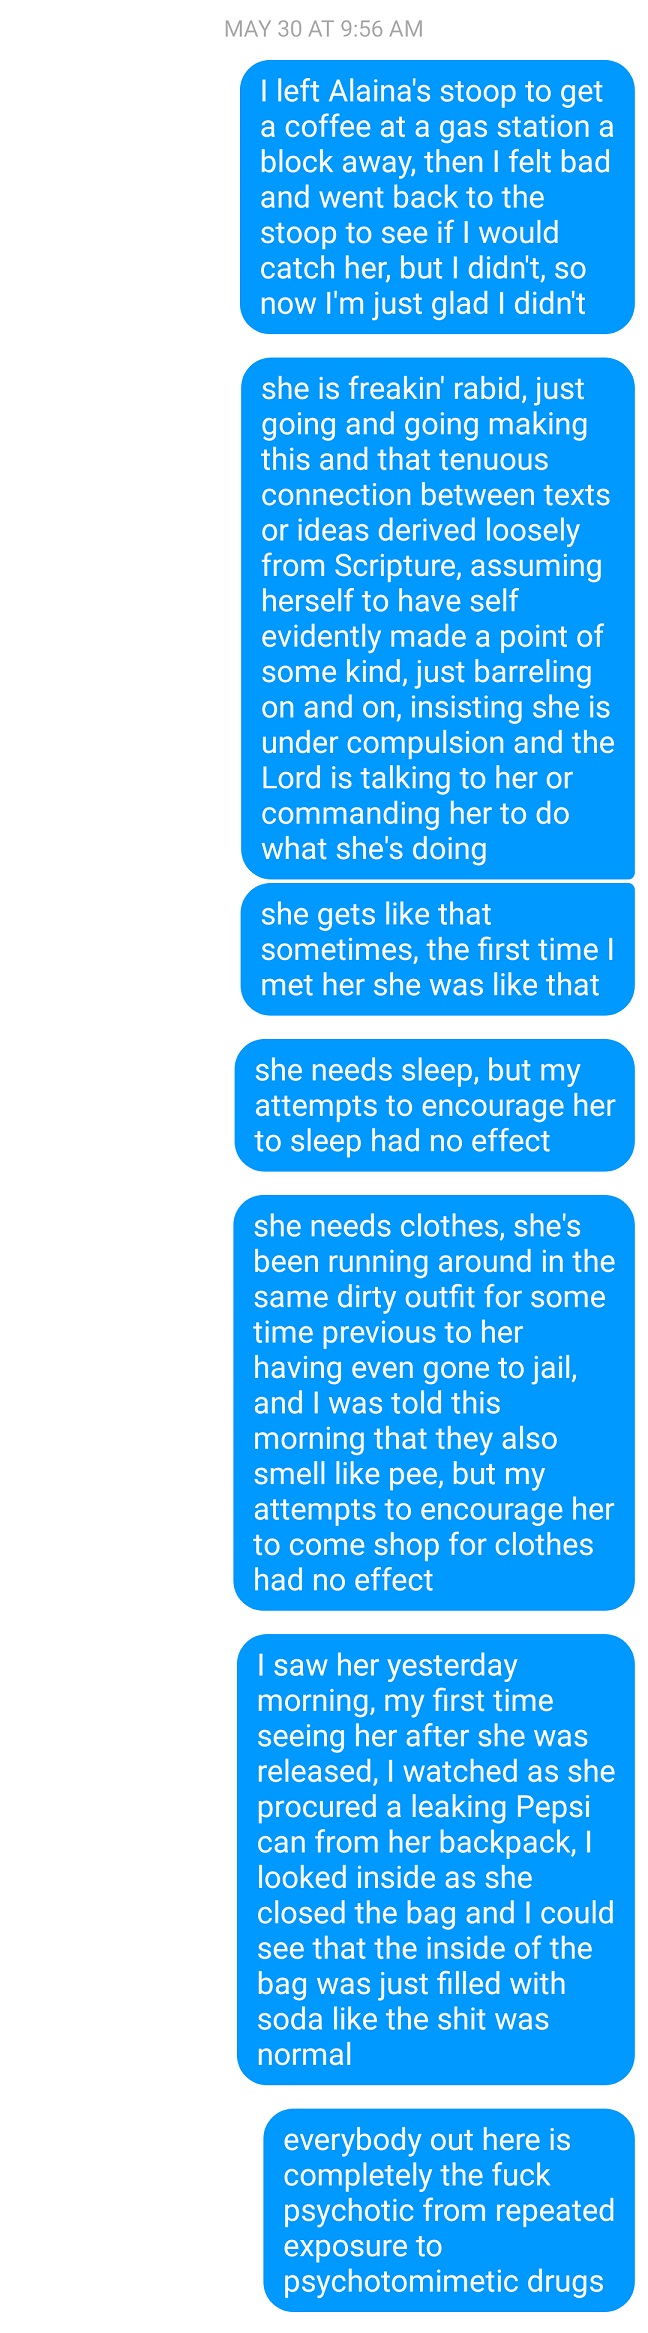 MAY 30 AT 9:56 AM
I left Alaina's stoop to get
a coffee at a gas station a
block away, then I felt bad
and went back to the
stoop to see if I would
catch her, but I didn't, so
now I'm just glad I didn't
she is freakin' rabid, just
going and going making
this and that tenuous
connection between texts
or ideas derived loosely
from Scripture, assuming
herself to have self
evidently made a point of
some kind, just barreling
on and on, insisting she is
under compulsion and the
Lord is talking to her or
commanding her to do
what she's doing
she gets like that
sometimes, the first time I
met her she was like that
she needs sleep, but my
attempts to encourage her
to sleep had no effect
she needs clothes, she's
been running around in the
same dirty outfit for some
time previous to her
having even gone to jail,
and I was told this
morning that they also
smell like pee, but my
attempts to encourage her
to come shop for clothes
had no effect
I saw her yesterday
morning, my first time
seeing her after she was
released, I watched as she
procured a leaking Pepsi
can from her backpack, I
looked inside as she
closed the bag and I could
see that the inside of the
bag was just filled with
soda like the shit was
normal
everybody out here is
completely the fuck
psychotic from repeated
exposure to
psychotomimetic drugs